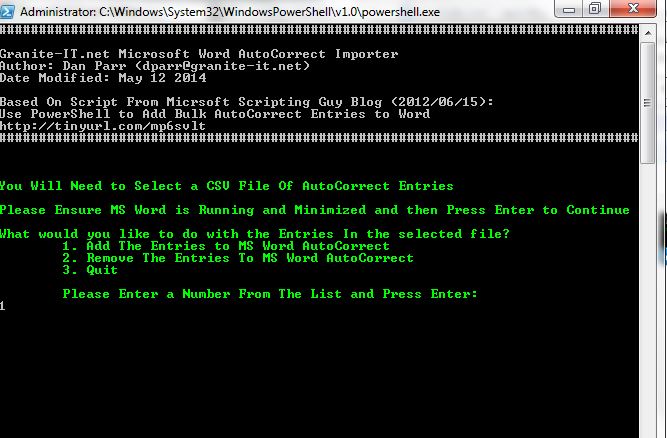 Administrator: C:\Windows\System32\WindowsPowerShell\v1.0\powershell.exe
################################################################################
Granite-IT.net Microsoft Word AutoCorrect Importer
Author: Dan Parr (dparr@granite-it.net)
Date Modified: May 12 2014
Based On Script From Micrsoft Scripting Guy Blog (2012/06/15):
Use PowerShell to Add Bulk AutoCorrect Entries to Word
http://tinyurl.com/mp6svlt
################################################################################
You Will Need to Select a CSV File Of AutoCorrect Entries
Please Ensure MS Word is Running and Minimized and then Press Enter to Continue
What would you like to do with the Entries In the selected file?
1. Add The Entries to MS Word AutoCorrect
2. Remove The Entries To MS Word AutoCorrect
3. Quit
Please Enter a Number From The List and Press Enter:
1